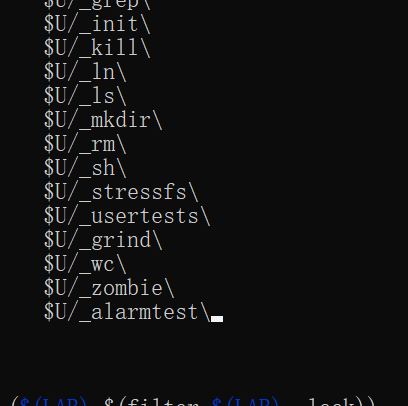 $U/_grep\
$U/_init\
$U/_kill\
$U/_ln\
$U/_ls\
$U/_mkdir\
$U/_rm\
$U/_sh\
$U/_stressfs\
$U/_usertests\
$U/_grind\
$U/_wc\
$U/_zombie\
$U/_alarmtest\
($(LAB),$(filter $(LAB), lock))